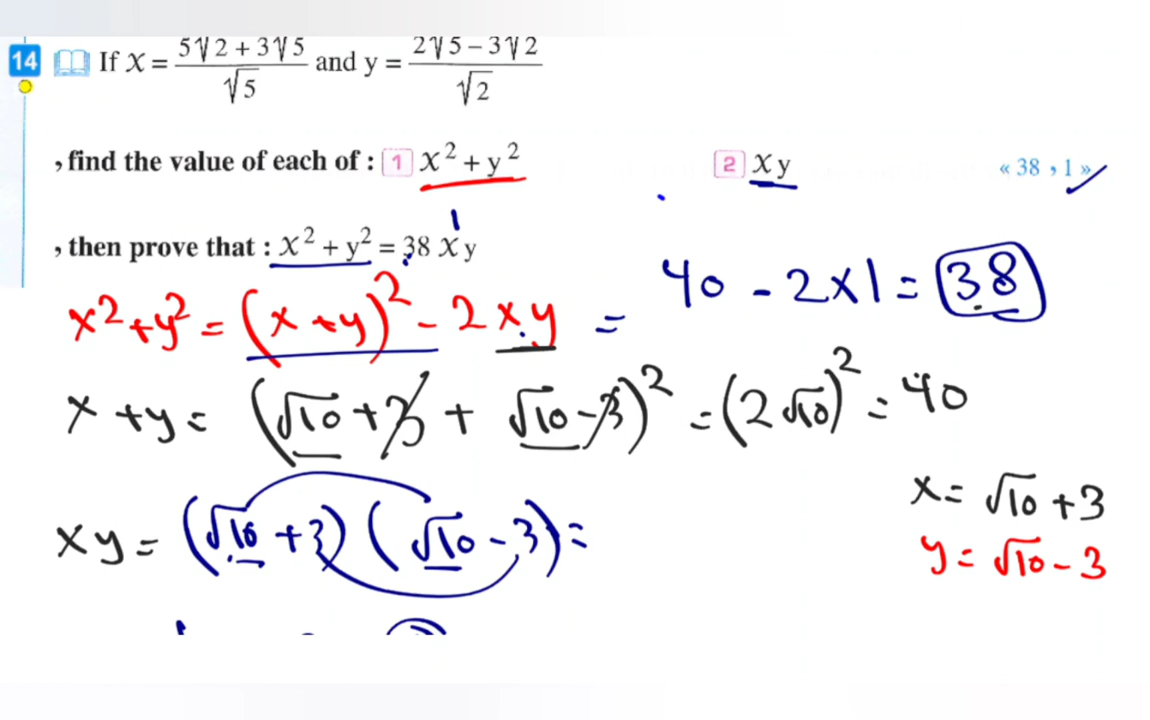 14 If x = (5√2 + 3√5)/√5 and y = (2√5 − 3√2)/√2
, find the value of each of : 1 x² + y² 2 x y « 38 , 1 »
, then prove that : x² + y² = 38 x y
1
x² + y² = (x + y)² - 2 x y = 40 - 2 × 1 = 38
x + y = (√10 + 3 + √10 - 3)² = (2√10)² = 40
x = √10 + 3
x y = (√10 + 3) (√10 - 3) =
y = √10 - 3